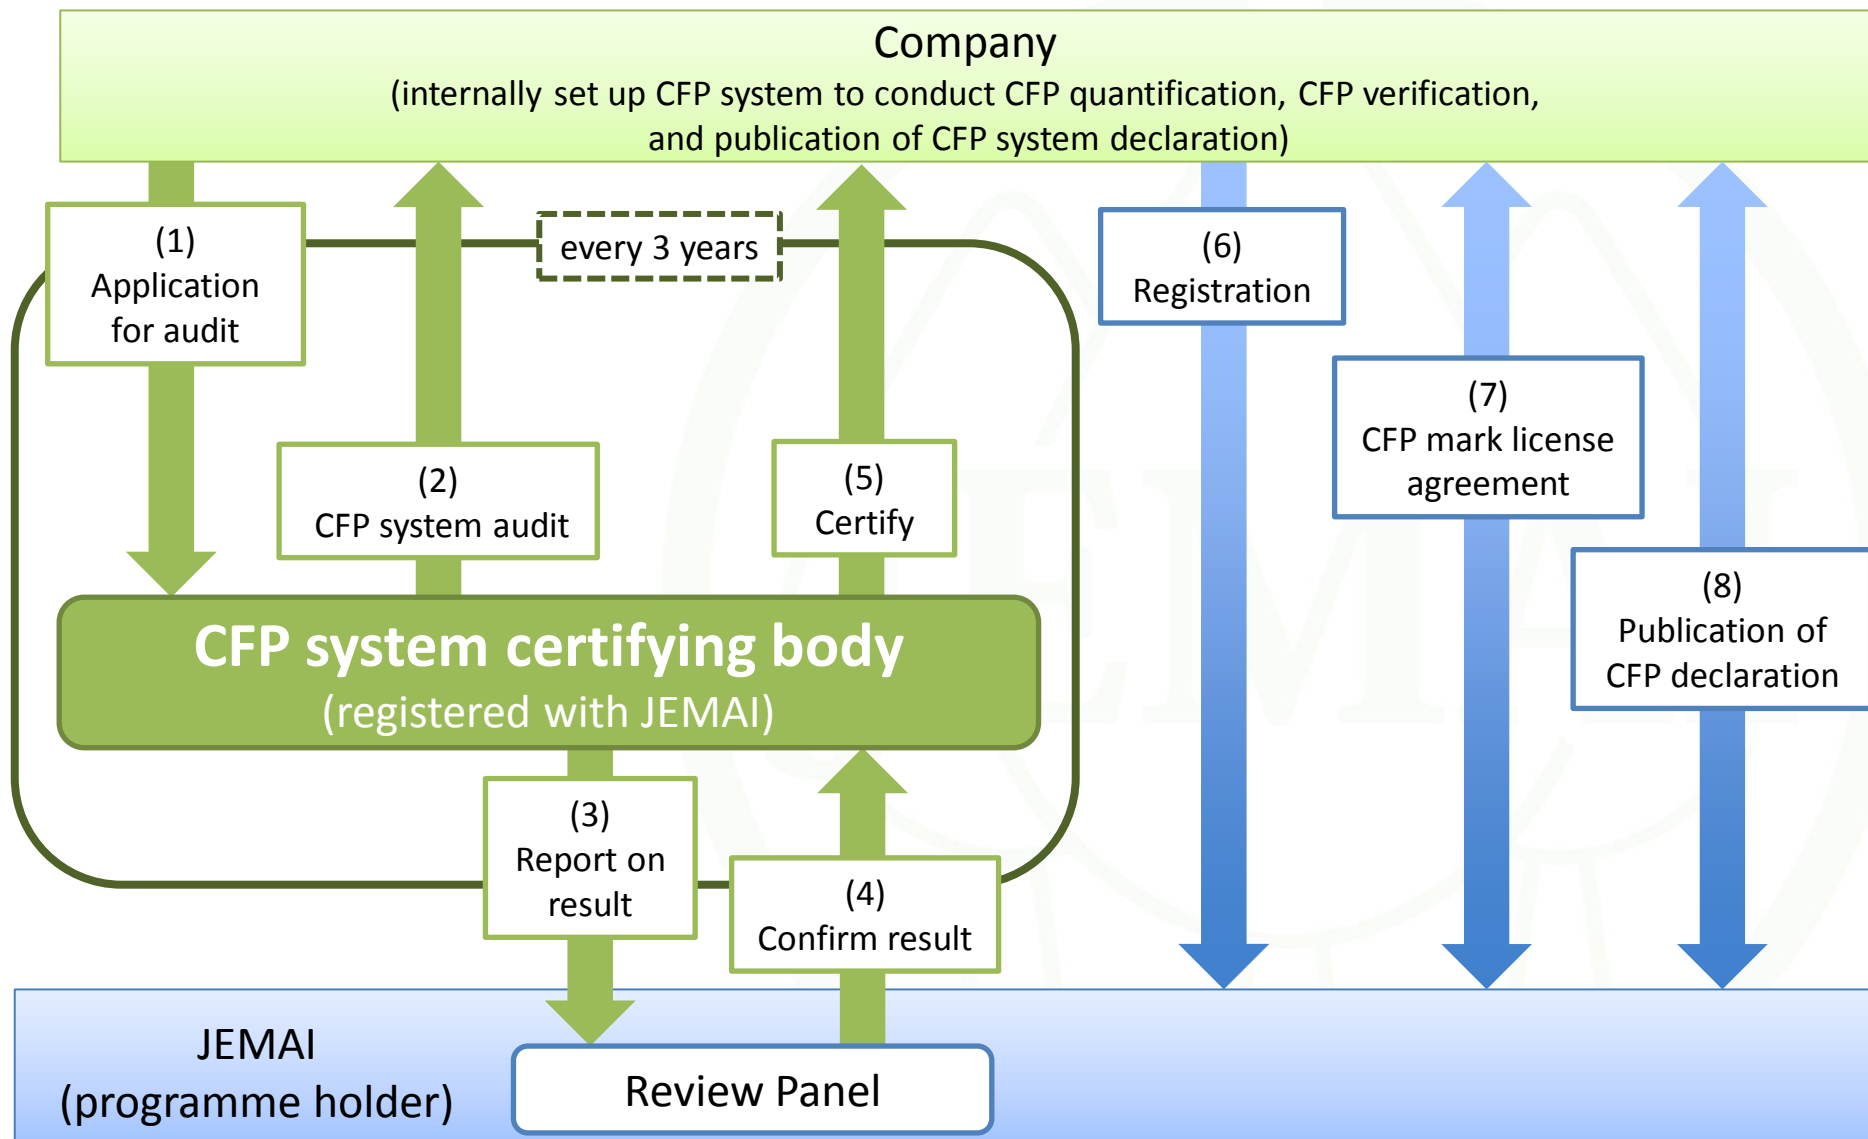 Company
(internally set up CFP system to conduct CFP quantification, CFP verification,
and publication of CFP system declaration)
(1)
Application
for audit
every 3 years
(6)
Registration
(7)
CFP mark license
agreement
(2)
CFP system audit
(5)
Certify
(8)
Publication of
CFP declaration
CFP system certifying body
(registered with JEMAI)
(3)
Report on
result
(4)
Confirm result
JEMAI
(programme holder)
Review Panel
JEMAI